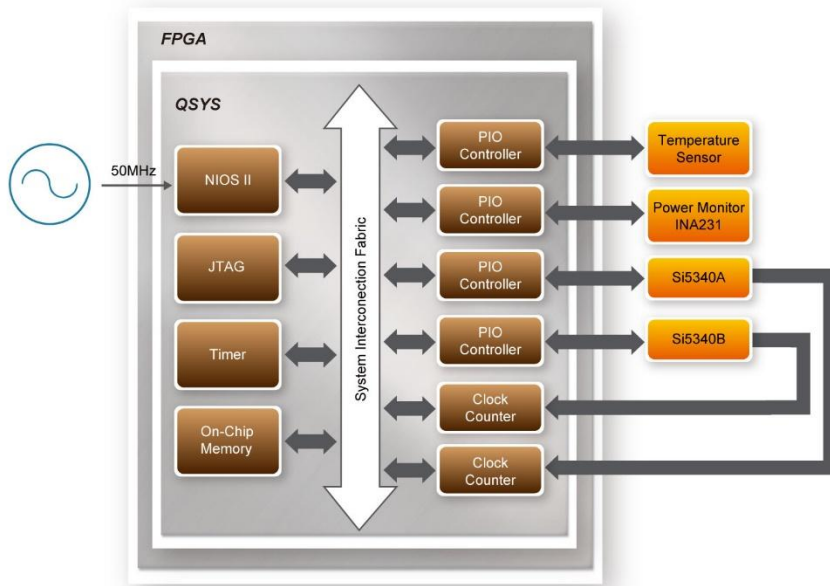 FPGA
QSYS
50MHz
NIOS II
JTAG
Timer
On-Chip
Memory
System Interconection Fabric
PIO
Controller
PIO
Controller
PIO
Controller
PIO
Controller
Clock
Counter
Clock
Counter
Temperature
Sensor
Power Monitor
INA231
Si5340A
Si5340B